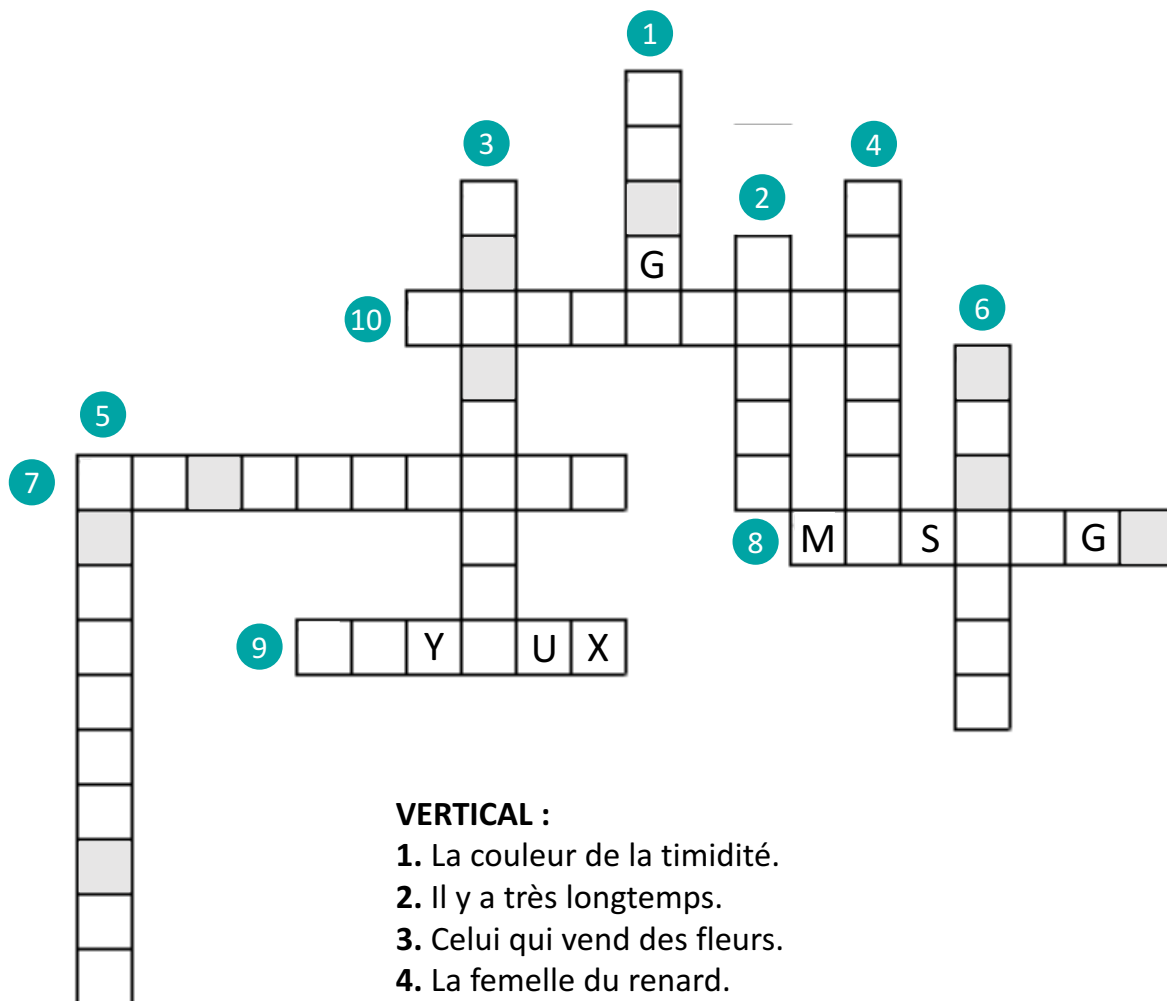 1
3
4
2
G
10
6
5
7
8
M S G
9
Y U X
VERTICAL :
1. La couleur de la timidité.
2. Il y a très longtemps.
3. Celui qui vend des fleurs.
4. La femelle du renard.